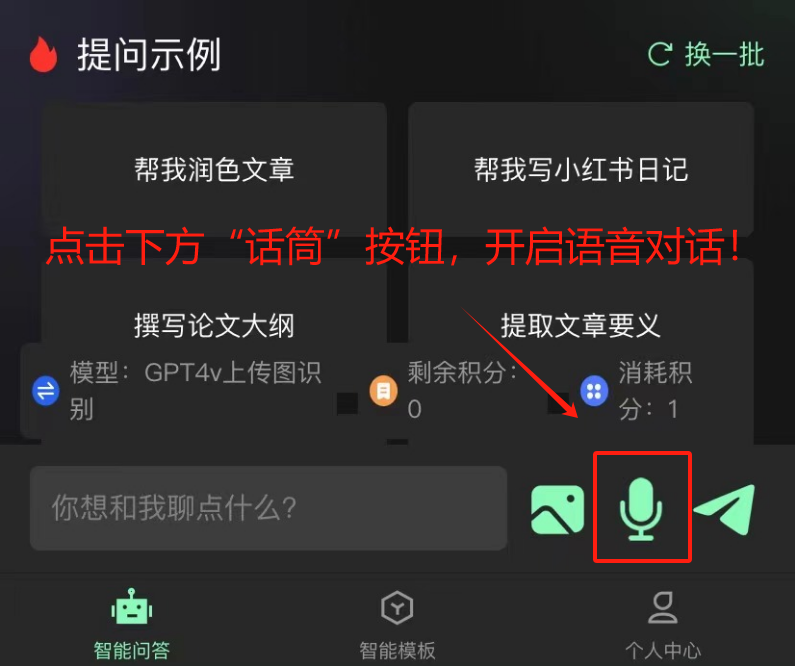 提问示例
换一批
帮我润色文章
帮我写小红书日记
点击下方“话筒”按钮，开启语音对话！
撰写论文大纲
提取文章要义
模型：GPT4v上传图识
别
剩余积分：
0
消耗积
分：1
你想和我聊点什么？
智能问答
智能模板
个人中心